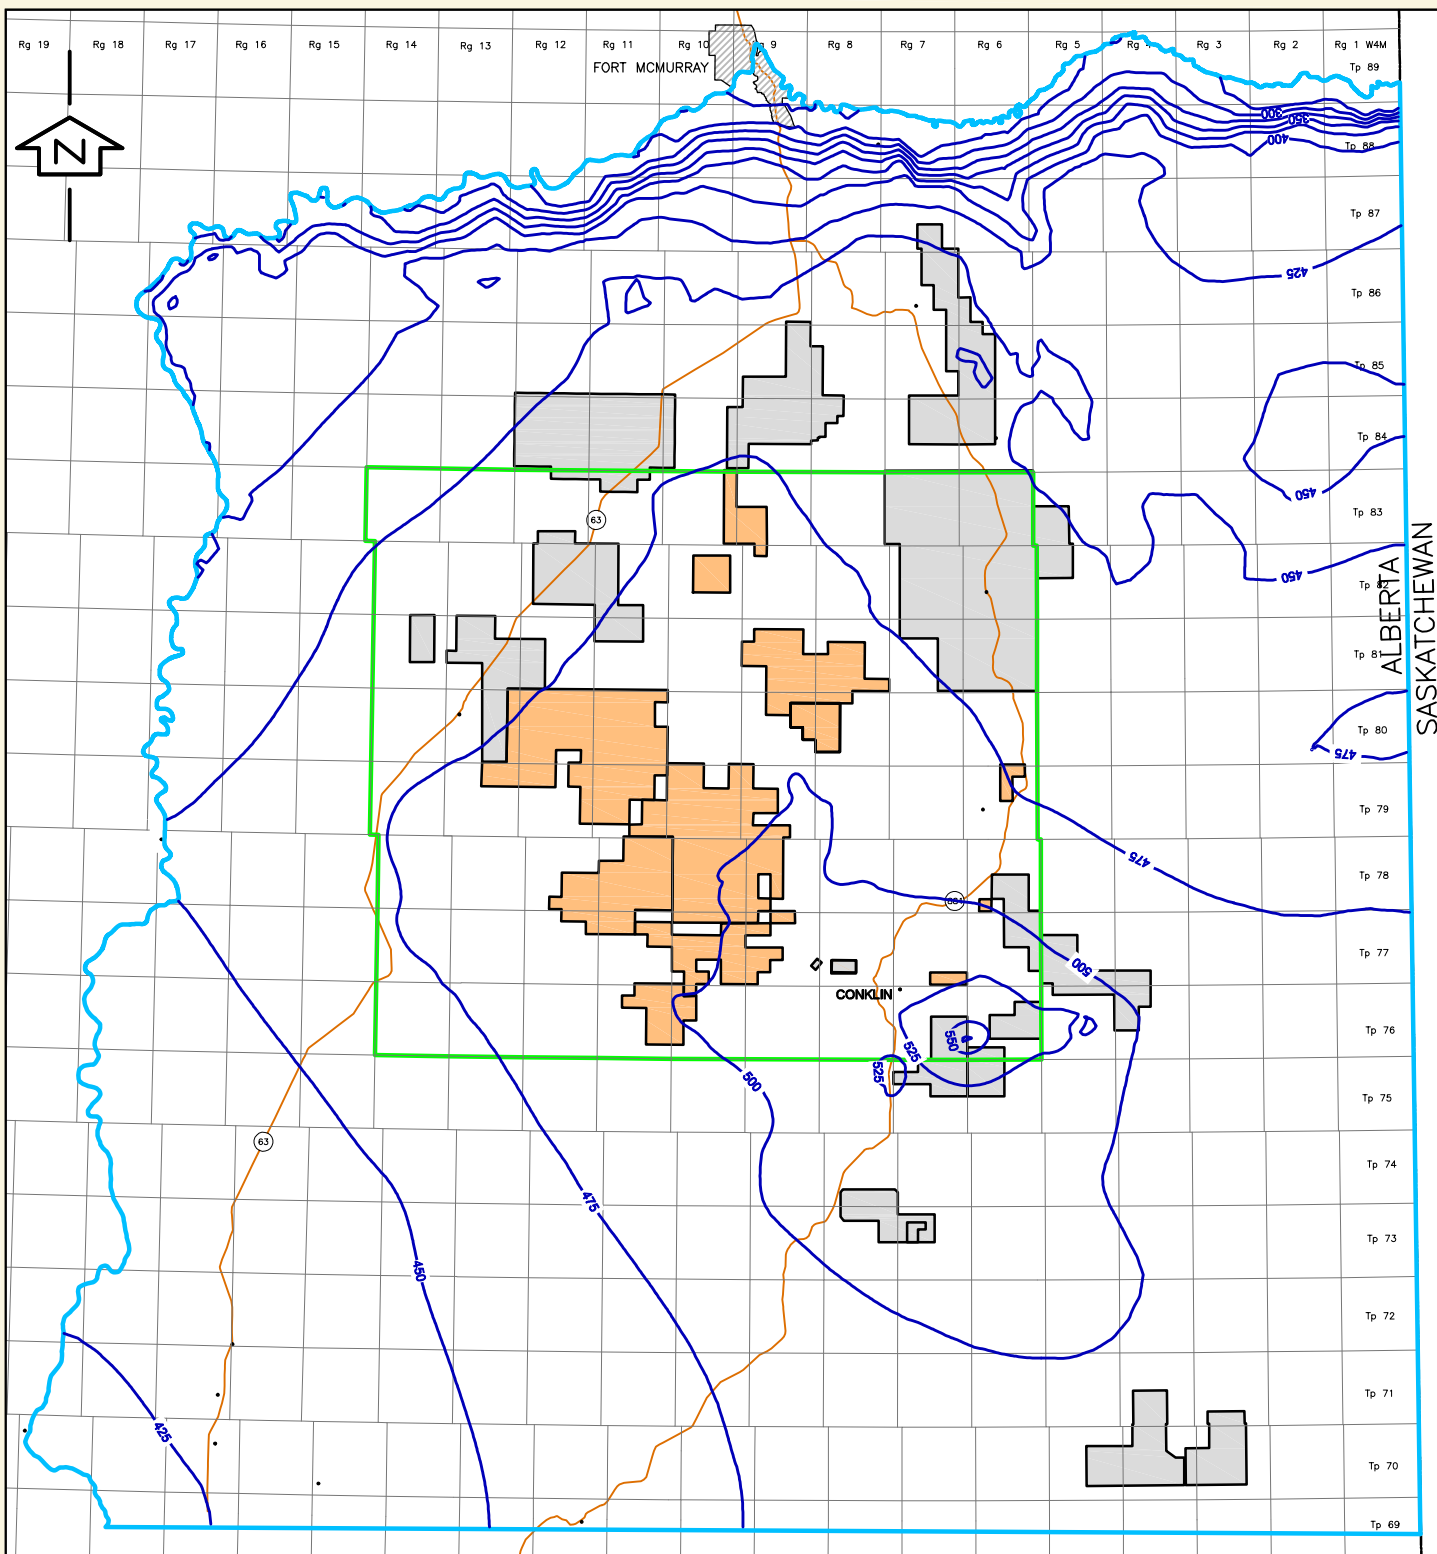 Rg 19 Rg 18 Rg 17 Rg 16 Rg 15 Rg 14 Rg 13 Rg 12 Rg 11 Rg 10 9 Rg 8 Rg 7 Rg 6 Rg 5 Rg 4 Rg 3 Rg 2 Rg 1 W4M
FORT MCMURRAY
Tp 89
300
350
400
Tp 88
N
Tp 87
425
Tp 86
Tp 85
Tp 84
450
63
Tp 83
450
Tp 82
ALBERTA
SASKATCHEWAN
Tp 81
Tp 80
475
Tp 79
475
Tp 78
881
Tp 77
500
CONKLIN
Tp 76
550
525
525
500
Tp 75
63
Tp 74
475
Tp 73
450
Tp 72
Tp 71
425
Tp 70
Tp 69